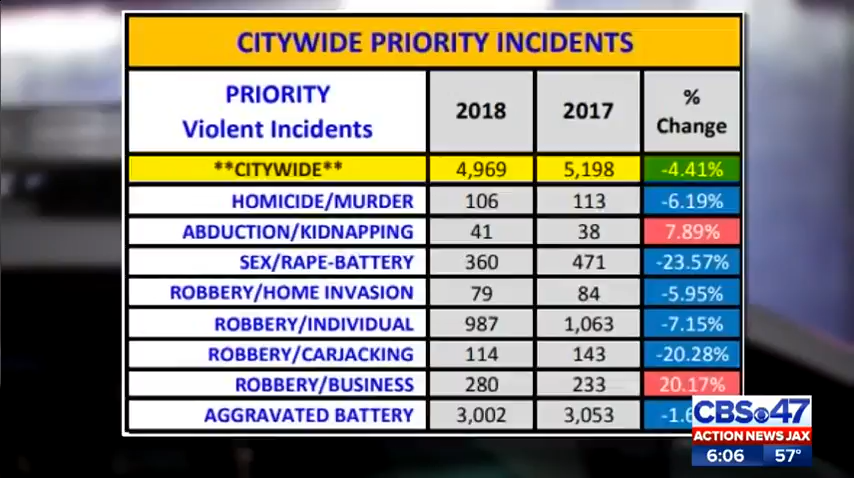 CITYWIDE PRIORITY INCIDENTS
PRIORITY
Violent Incidents 2018 2017 % Change
**CITYWIDE** 4,969 5,198 -4.41%
HOMICIDE/MURDER 106 113 -6.19%
ABDUCTION/KIDNAPPING 41 38 7.89%
SEX/RAPE-BATTERY 360 471 -23.57%
ROBBERY/HOME INVASION 79 84 -5.95%
ROBBERY/INDIVIDUAL 987 1,063 -7.15%
ROBBERY/CARJACKING 114 143 -20.28%
ROBBERY/BUSINESS 280 233 20.17%
AGGRAVATED BATTERY 3,002 3,053
CBS 47
ACTION NEWS JAX
6:06 57°